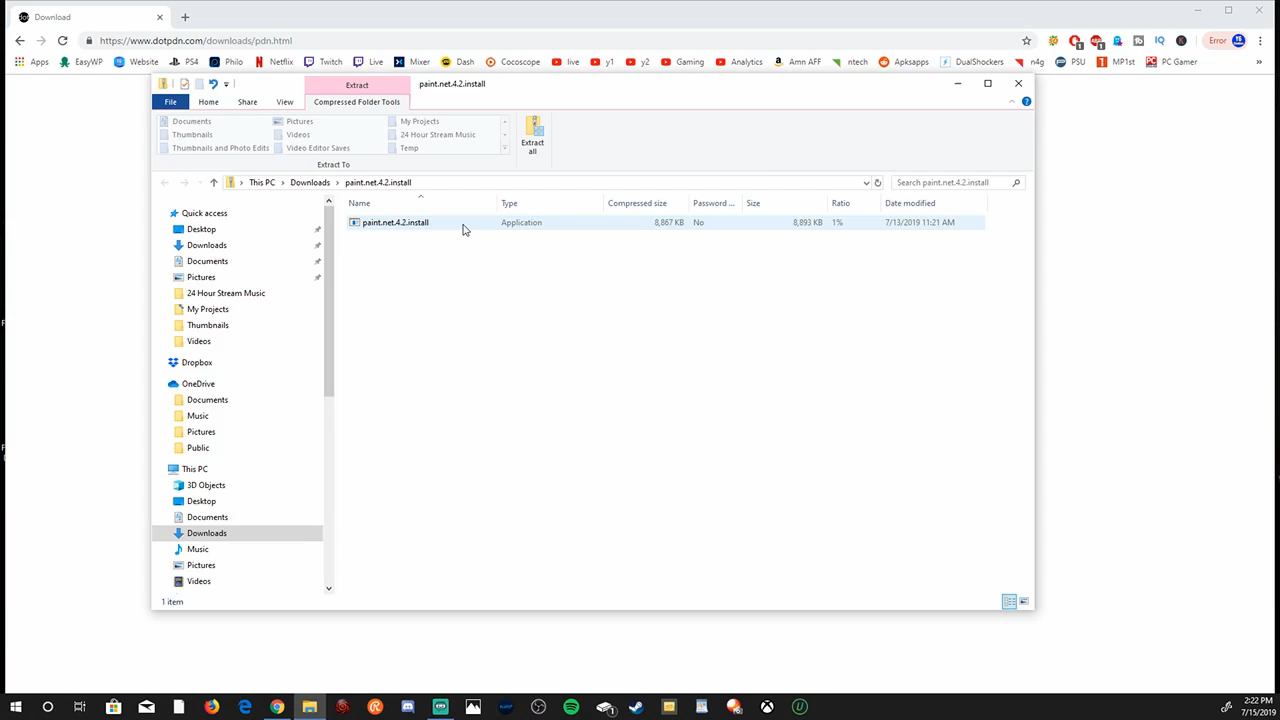 Download
https://www.dotpdn.com/downloads/pdn.html
Error
Apps EasyWP Website PS4 Philo Netflix Twitch Live Mixer Dash Cocoscope live y1 y2 Gaming Analytics Amn AFF ntech Apksapps DualShockers n4g PSU MP1st PC Gamer
Extract paint.net.4.2.install
File Home Share View Compressed Folder Tools
Documents Pictures My Projects
Thumbnails Videos 24 Hour Stream Music
Thumbnails and Photo Edits Video Editor Saves Temp
Extract all
Extract To
This PC > Downloads > paint.net.4.2.install
Search paint.net.4.2.install
Name Type Compressed size Password ... Size Ratio Date modified
paint.net.4.2.install Application 8,867 KB No 8,893 KB 1% 7/13/2019 11:21 AM
Quick access
Desktop
Downloads
Documents
Pictures
24 Hour Stream Music
My Projects
Thumbnails
Videos
Dropbox
OneDrive
Documents
Music
Pictures
Public
This PC
3D Objects
Desktop
Documents
Downloads
Music
Pictures
Videos
1 item
2:22 PM
7/15/2019